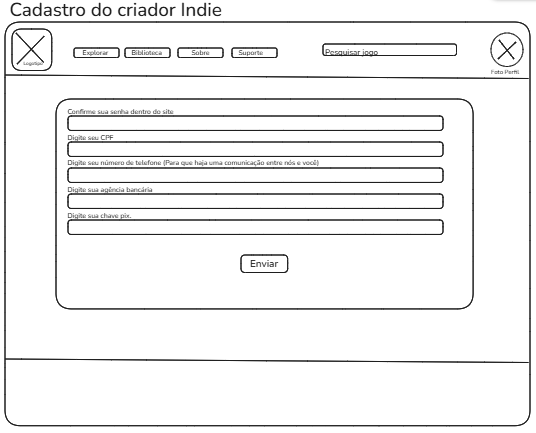 Cadastro do criador Indie
Logotipo
Explorar
Biblioteca
Sobre
Suporte
Pesquisar jogo
Foto Perfil
Confirme sua senha dentro do site
Digite seu CPF
Digite seu número de telefone (Para que haja uma comunicação entre nós e você)
Digite sua agência bancária
Digite sua chave pix.
Enviar